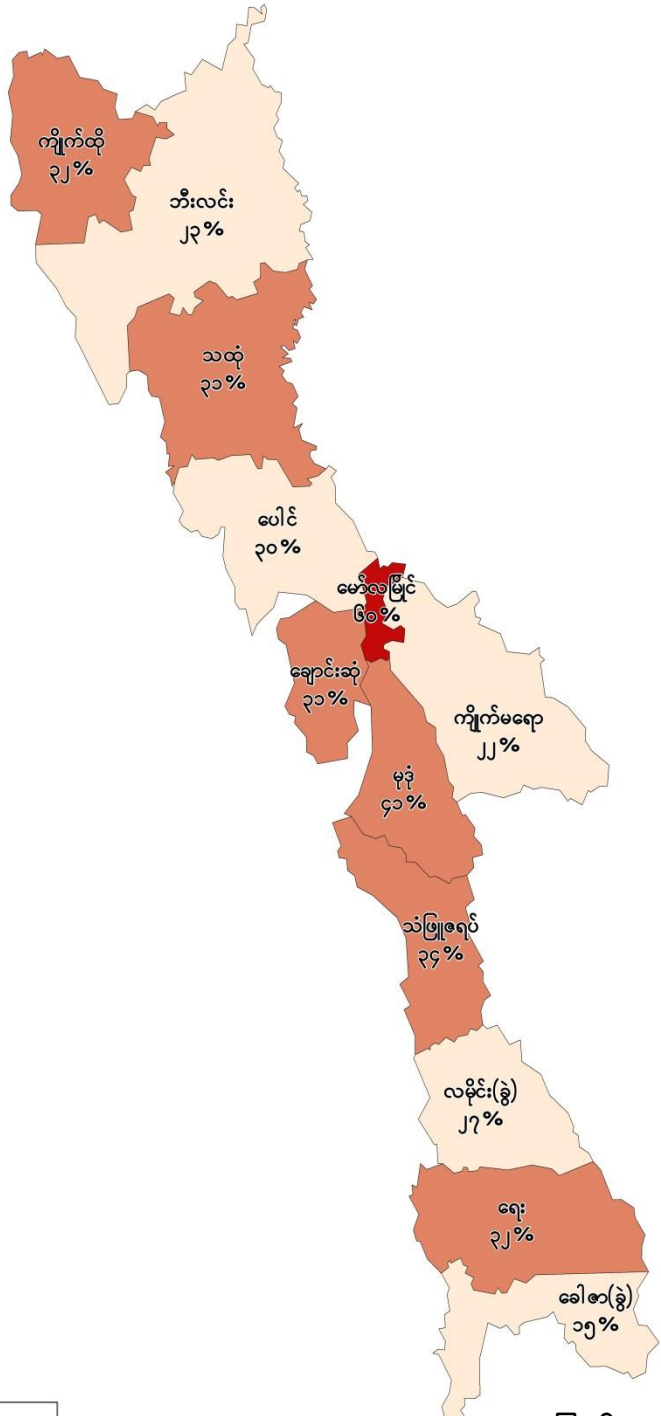 ကျိုက်ထို
၃၂%
ဘီးလင်း
၂၃%
သထုံ
၃၁%
ပေါင်
၃၀%
မော်လမြိုင်
၆၀%
ချောင်းဆုံ
၃၁%
ကျိုက်မရော
၂၂%
မုဒုံ
၄၁%
သံဖြူဇရပ်
၃၄%
လမိုင်း(ခွဲ)
၂၇%
ရေး
၃၂%
ခေါဇာ(ခွဲ)
၁၅%